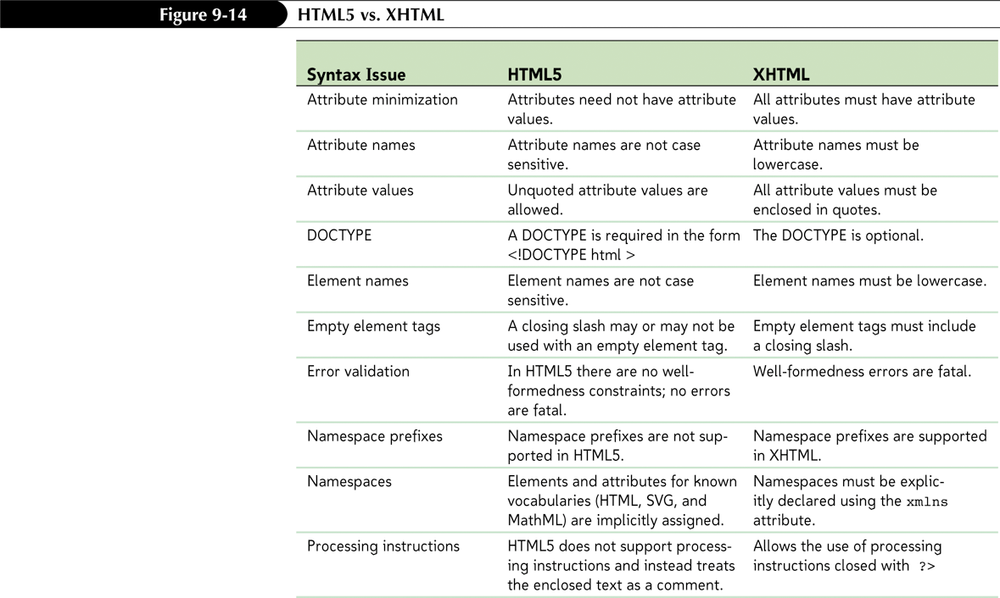 Figure 9-14 HTML5 vs. XHTML
Syntax Issue HTML5 XHTML
Attribute minimization Attributes need not have attribute All attributes must have attribute
values. values.
Attribute names Attribute names are not case Attribute names must be
sensitive. lowercase.
Attribute values Unquoted attribute values are All attribute values must be
allowed. enclosed in quotes.
DOCTYPE A DOCTYPE is required in the form The DOCTYPE is optional.
<!DOCTYPE html >
Element names Element names are not case Element names must be lowercase.
sensitive.
Empty element tags A closing slash may or may not be Empty element tags must include
used with an empty element tag. a closing slash.
Error validation In HTML5 there are no well- Well-formedness errors are fatal.
formedness constraints; no errors
are fatal.
Namespace prefixes Namespace prefixes are not sup- Namespace prefixes are supported
ported in HTML5. in XHTML.
Namespaces Elements and attributes for known Namespaces must be explic-
vocabularies (HTML, SVG, and itly declared using the xmlns
MathML) are implicitly assigned. attribute.
Processing instructions HTML5 does not support process- Allows the use of processing
ing instructions and instead treats instructions closed with ?>
the enclosed text as a comment.